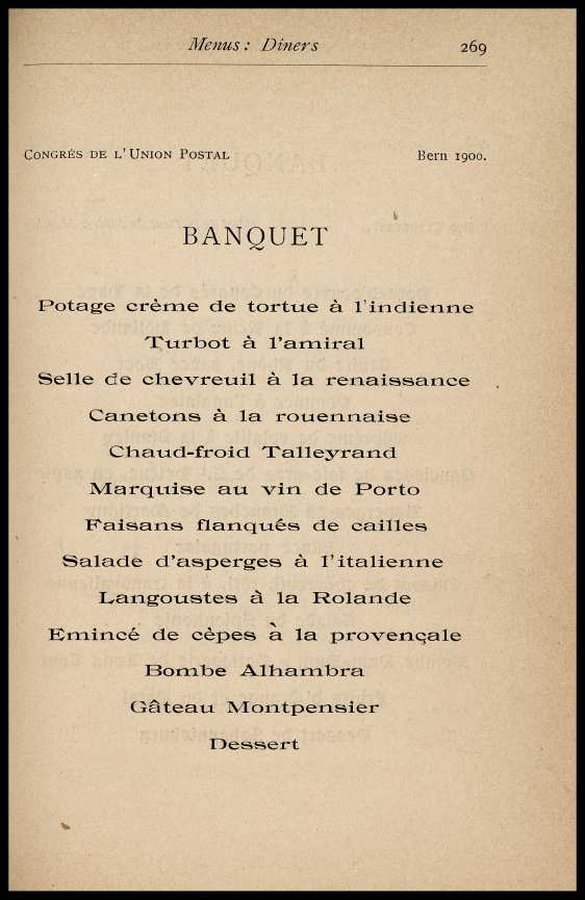 Menus: Diners 269
CONGRÉS DE L'UNION POSTAL Bern 1900.
BANQUET
Potage crème de tortue à l'indienne
Turbot à l'amiral
Selle de chevreuil à la renaissance
Canetons à la rouennaise
Chaud-froid Talleyrand
Marquise au vin de Porto
Faisans flanqués de cailles
Salade d'asperges à l'italienne
Langoustes à la Rolande
Emincé de cèpes à la provençale
Bombe Alhambra
Gâteau Montpensier
Dessert